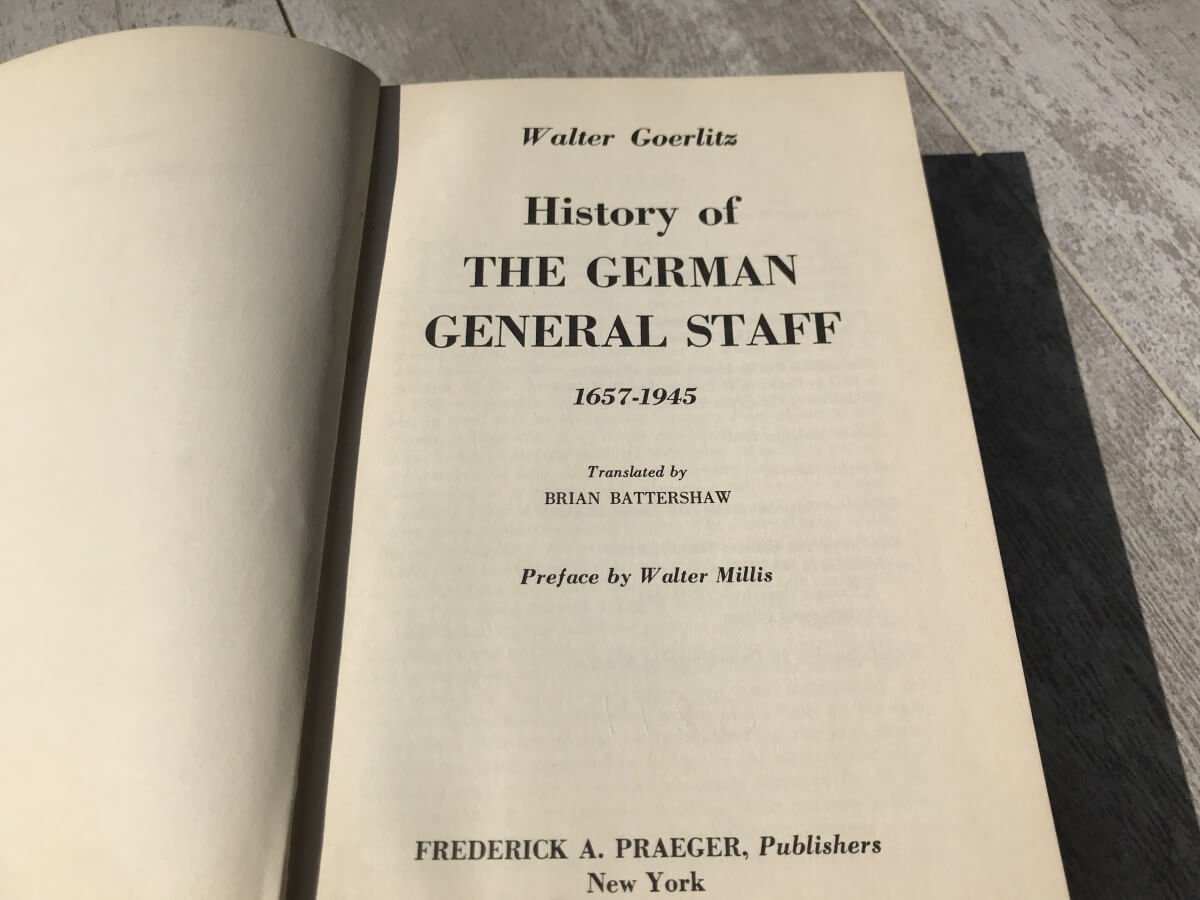 Walter Goerlitz
History of
THE GERMAN
GENERAL STAFF
1657-1945
Translated by
BRIAN BATTERSHAW
Preface by Walter Millis
FREDERICK A. PRAEGER, Publishers
New York